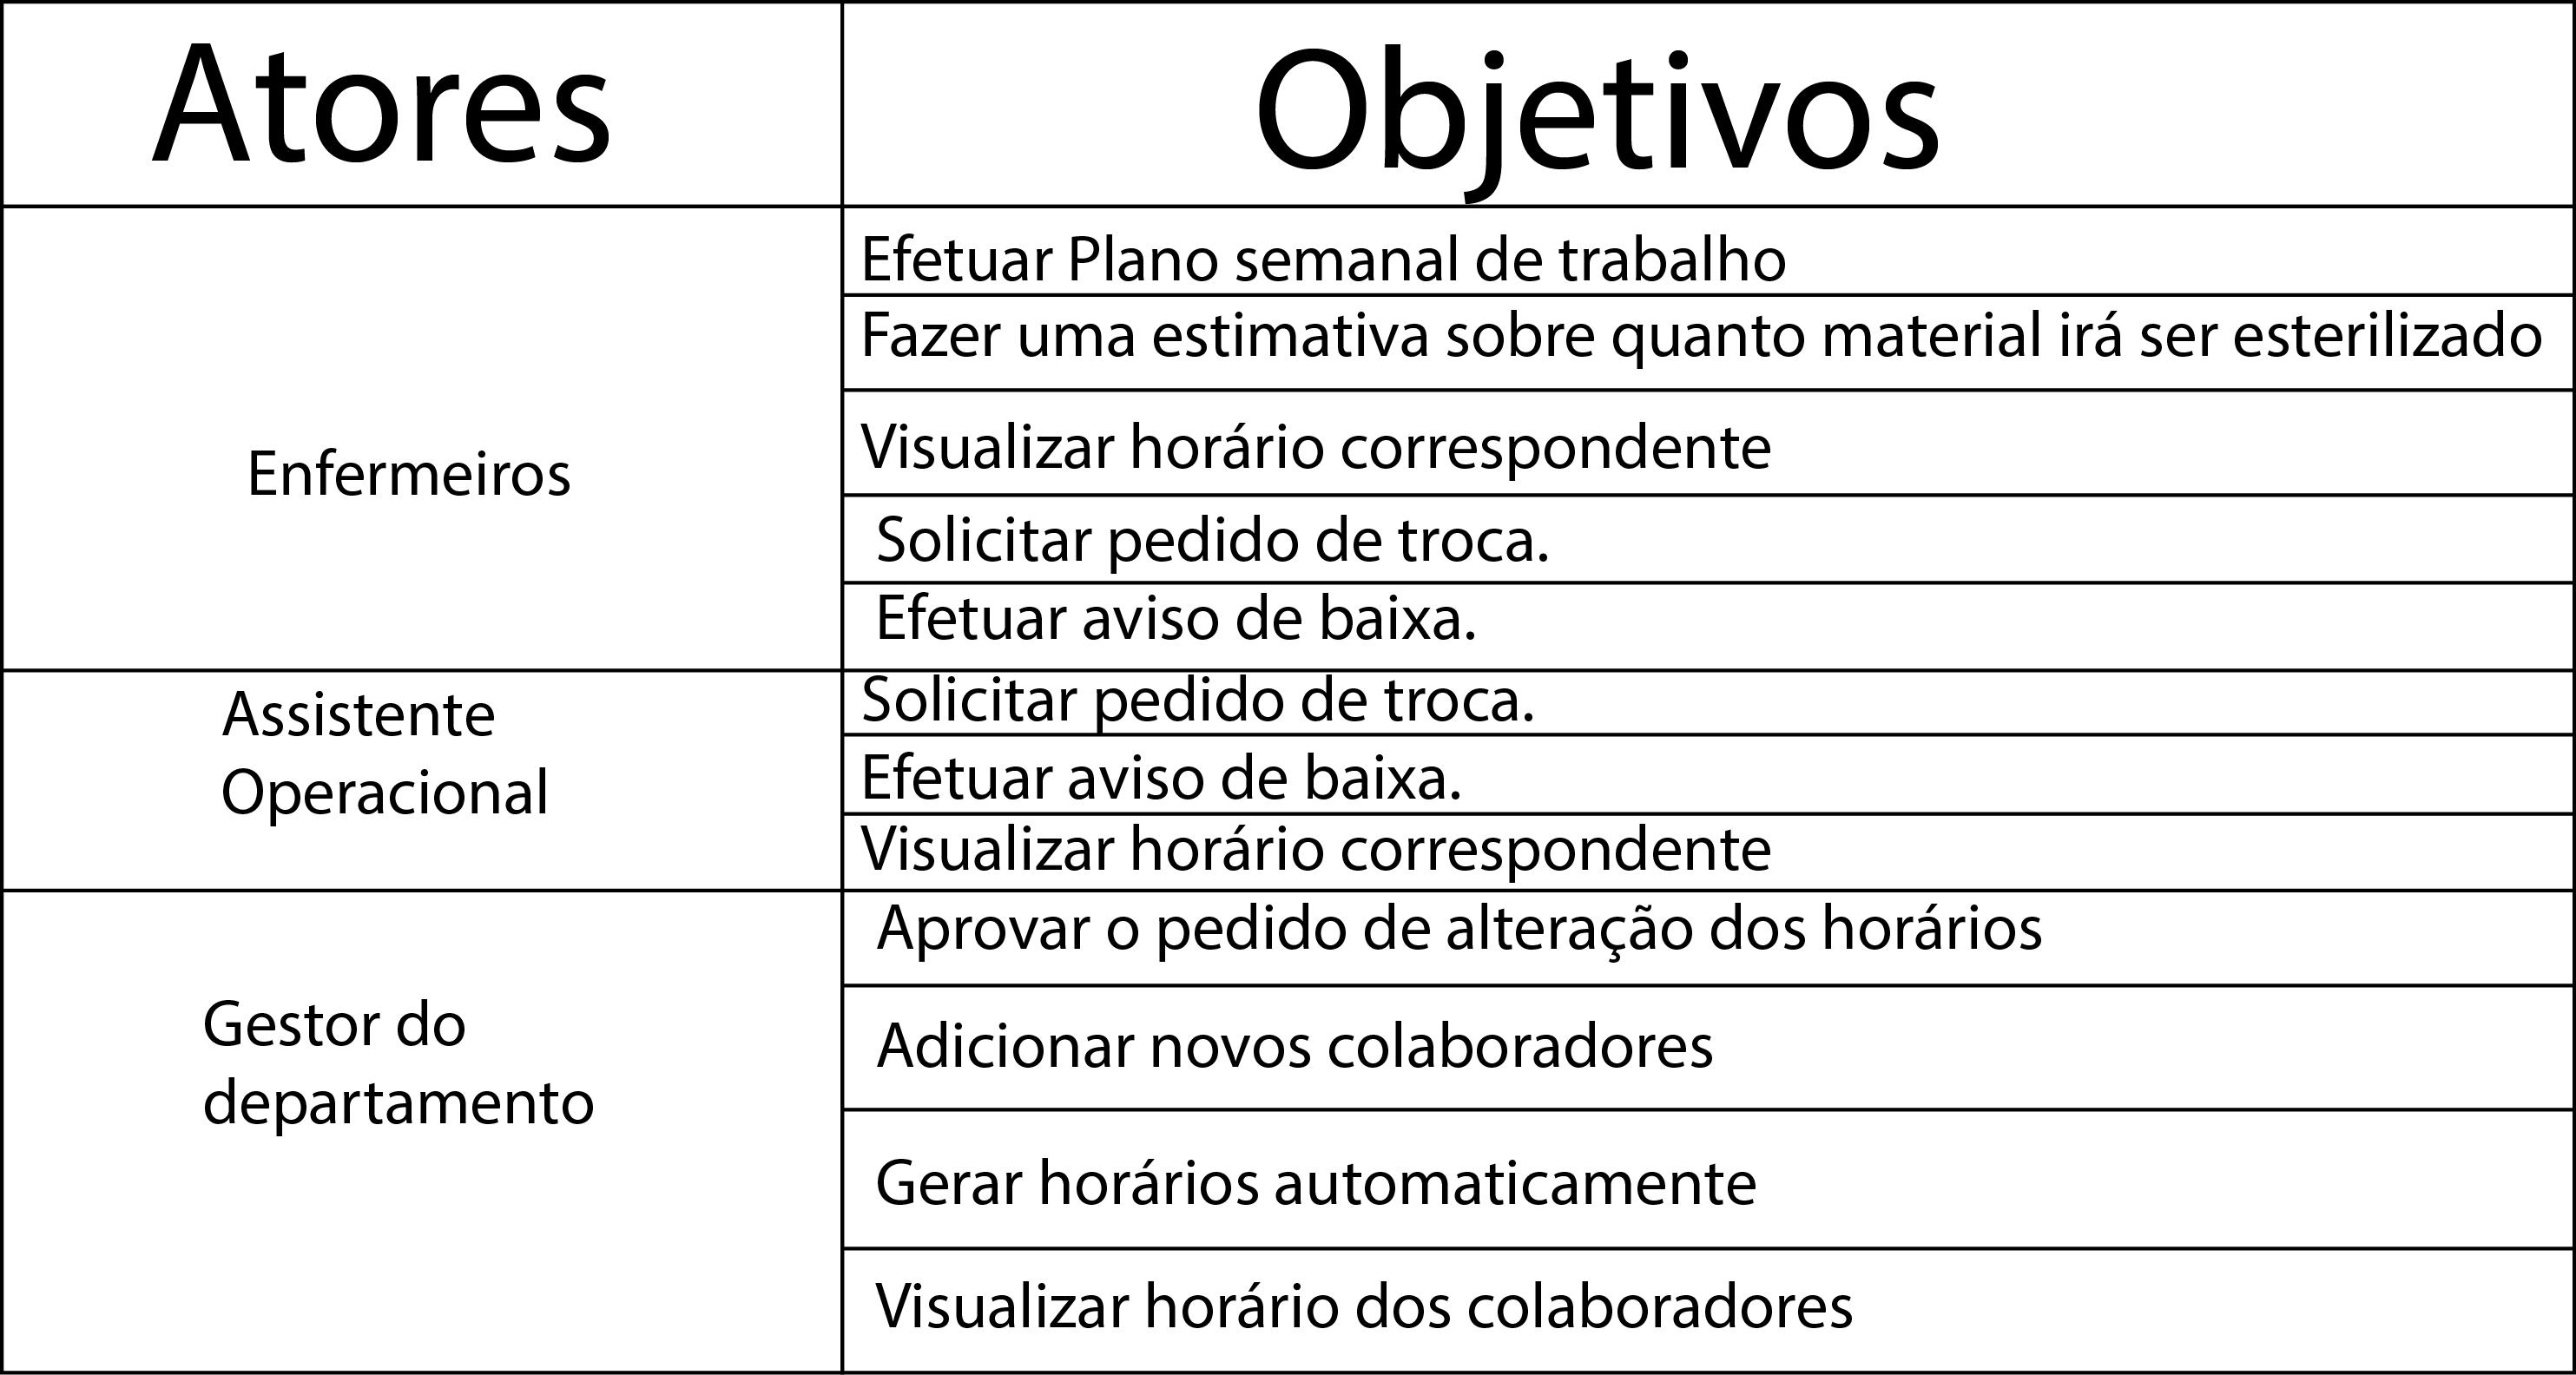 Atores
Objetivos
Enfermeiros
Efetuar Plano semanal de trabalho
Fazer uma estimativa sobre quanto material irá ser esterilizado
Visualizar horário correspondente
Solicitar pedido de troca.
Efetuar aviso de baixa.
Assistente
Operacional
Solicitar pedido de troca.
Efetuar aviso de baixa.
Visualizar horário correspondente
Gestor do
departamento
Aprovar o pedido de alteração dos horários
Adicionar novos colaboradores
Gerar horários automaticamente
Visualizar horário dos colaboradores